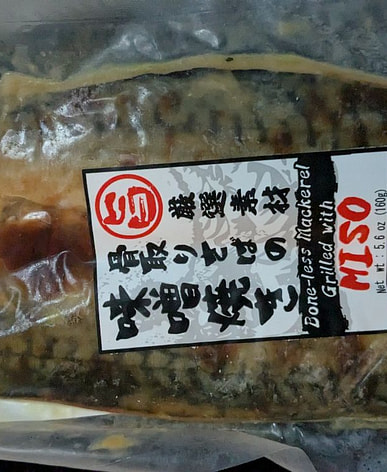 旨
厳選素材
骨取りさばの
味噌焼き
Bone-less Mackerel
Grilled with
MISO
Net wt : 5.6 oz (160g)